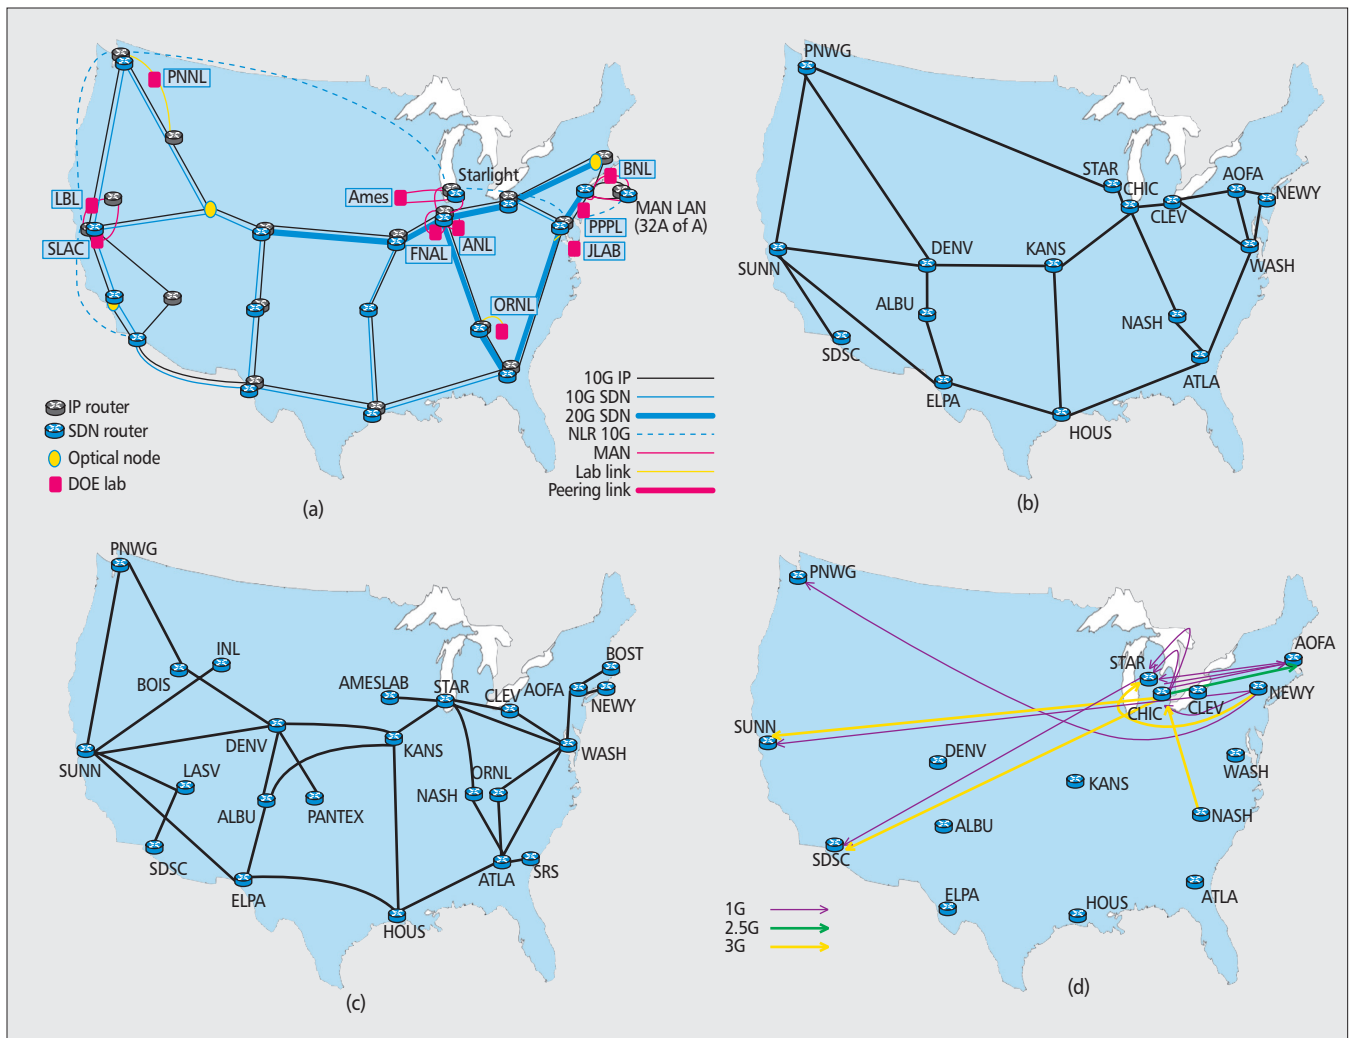 PNNL
Starlight
BNL
Ames
LBL
MAN LAN
(32A of A)
PPPL
SLAC
FNAL
ANL
JLAB
ORNL
IP router
SDN router
Optical node
DOE lab
10G IP
10G SDN
20G SDN
NLR 10G
MAN
Lab link
Peering link
(a)
PNWG
STAR
CHIC
AOFA
NEWY
CLEV
SUNN
DENV
KANS
WASH
ALBU
NASH
SDSC
ATLA
ELPA
HOUS
(b)
PNWG
INL
BOIS
BOST
AMESLAB
STAR
CLEV
AOFA
NEWY
DENV
KANS
WASH
SUNN
LASV
ORNL
ALBU
PANTEX
NASH
SDSC
ATLA
SRS
ELPA
HOUS
(c)
PNWG
AOFA
STAR
NEWY
CHIC
CLEV
SUNN
DENV
WASH
KANS
NASH
ALBU
SDSC
ELPA
HOUS
ATLA
1G
2.5G
3G
(d)